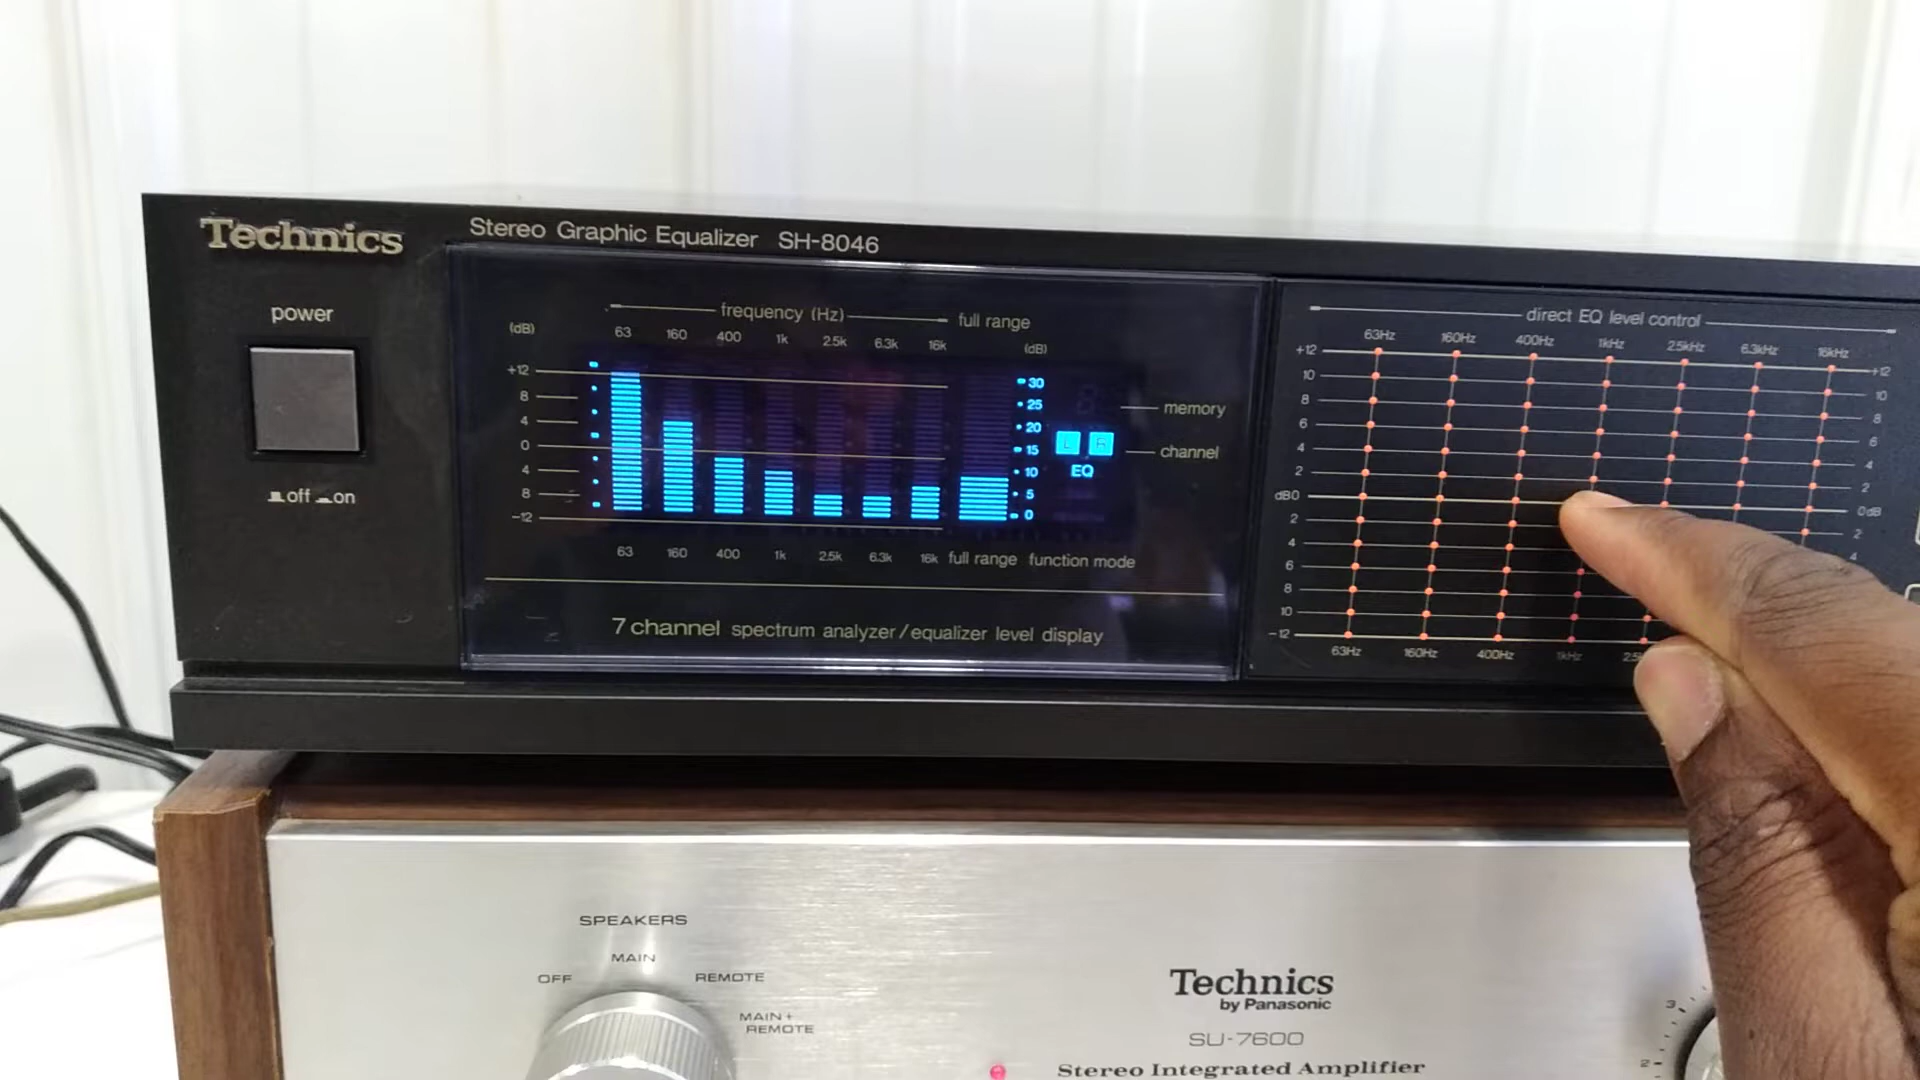 Technics
Stereo Graphic Equalizer SH-8046
power
off on
frequency (Hz)
full range
(dB) 63 160 400 1k 2.5k 6.3k 16k (dB)
+12
8
4
0
4
8
-12
30
25
20
15
10
5
0
L R
EQ
memory
channel
63 160 400 1k 2.5k 6.3k 16k full range function mode
7 channel spectrum analyzer/equalizer level display
direct EQ level control
63Hz 160Hz 400Hz 1kHz 2.5kHz 6.3kHz 16kHz
+12 +12
10 10
8 8
6 6
4 4
2 2
dB0 0dB
2 2
4 4
6
8
10
-12
63Hz 160Hz 400Hz 1kHz
SPEAKERS
MAIN
OFF REMOTE
MAIN+
REMOTE
Technics
by Panasonic
SU-7600
Stereo Integrated Amplifier
3
2